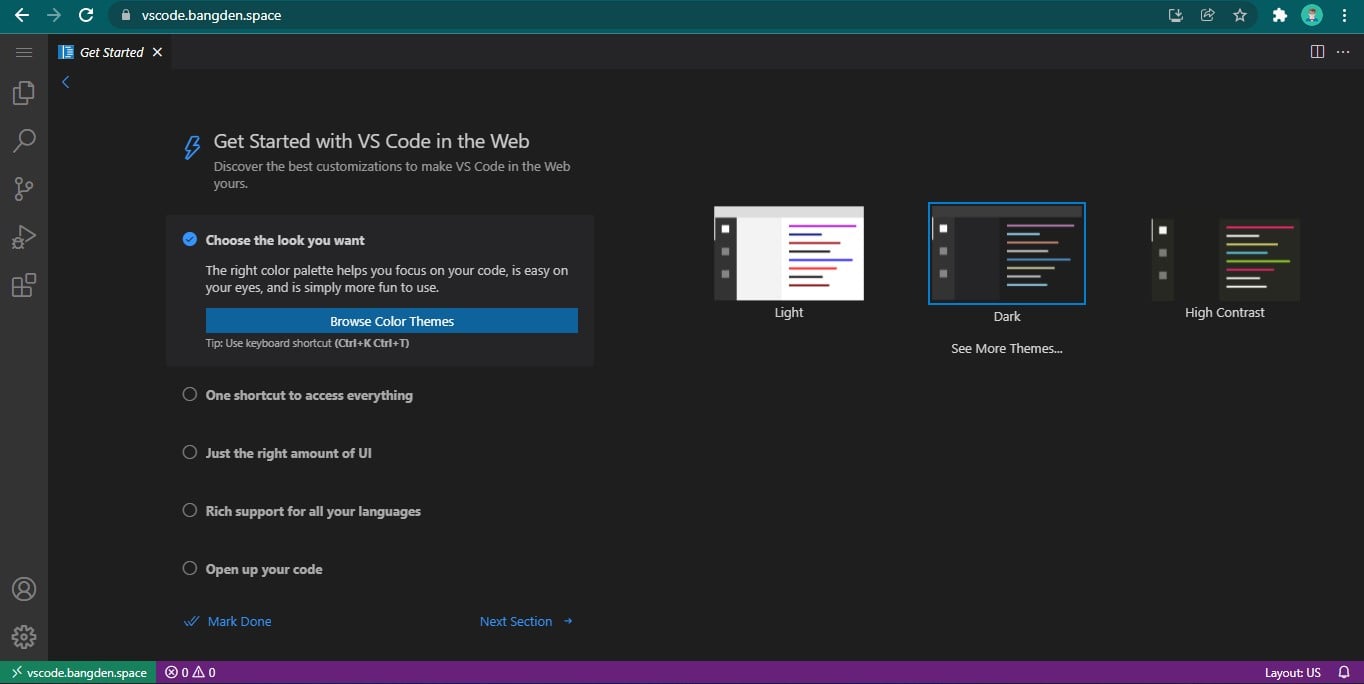 vscode.bangden.space
Get Started
Get Started with VS Code in the Web
Discover the best customizations to make VS Code in the Web
yours.
Choose the look you want
The right color palette helps you focus on your code, is easy on
your eyes, and is simply more fun to use.
Browse Color Themes
Tip: Use keyboard shortcut (Ctrl+K Ctrl+T)
One shortcut to access everything
Just the right amount of UI
Rich support for all your languages
Open up your code
Mark Done
Next Section
Light
Dark
High Contrast
See More Themes...
vscode.bangden.space
0
0
Layout: US